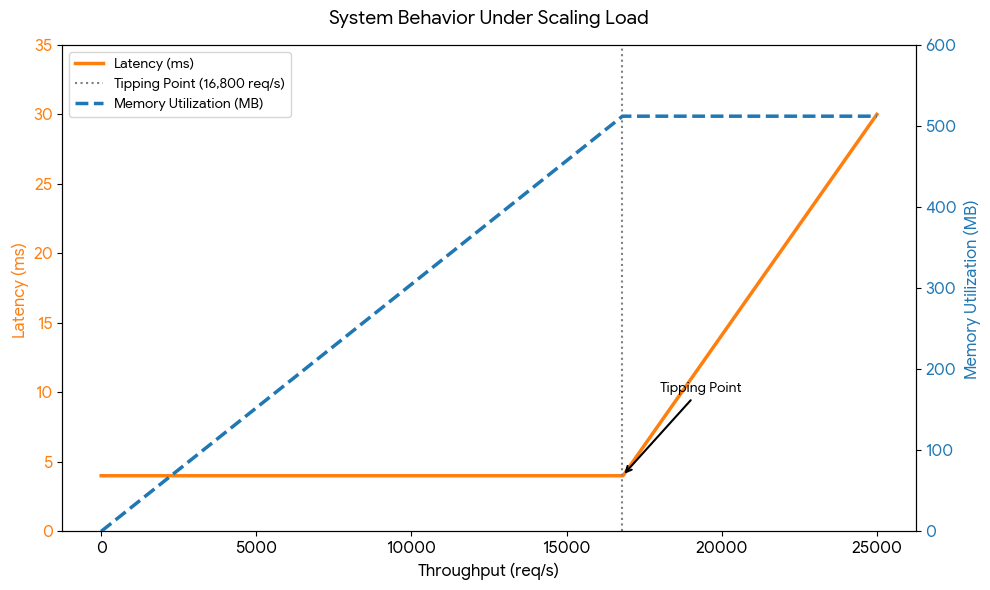 System Behavior Under Scaling Load
Latency (ms)
Tipping Point (16,800 req/s)
Memory Utilization (MB)
35
30
25
20
15
10
5
0
Latency (ms)
600
500
400
300
200
100
0
Memory Utilization (MB)
Tipping Point
0 5000 10000 15000 20000 25000
Throughput (req/s)